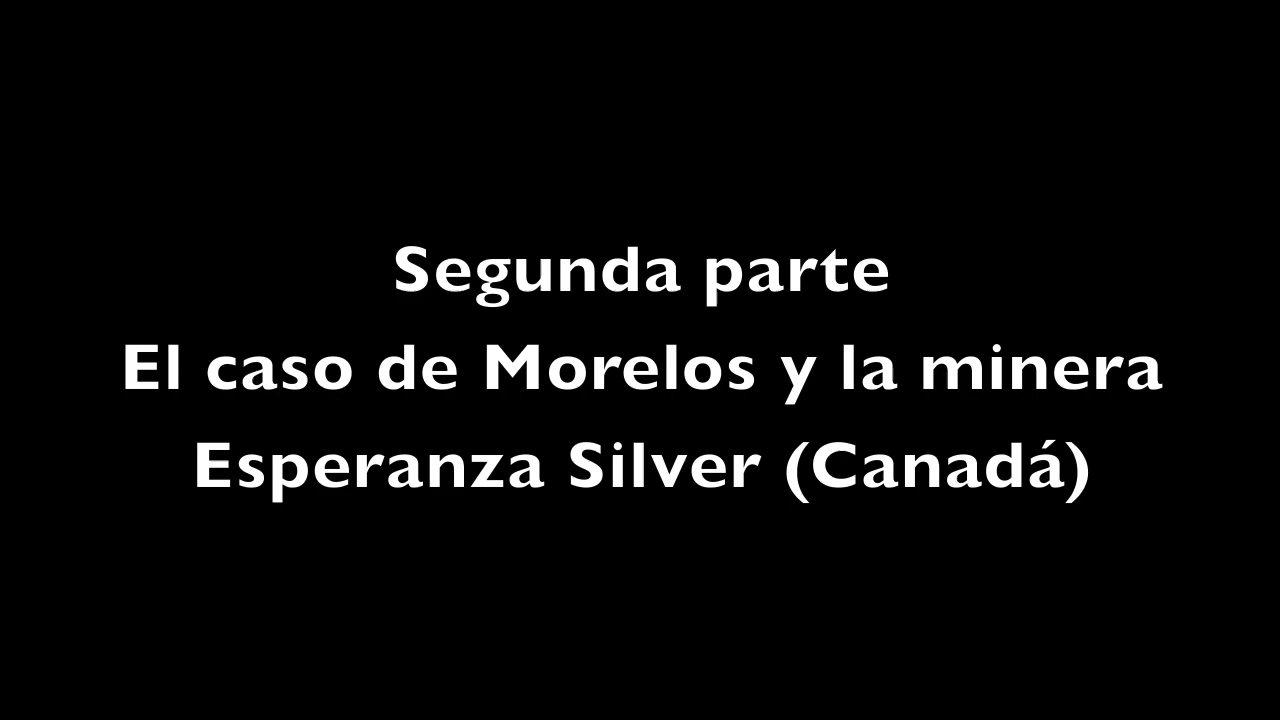 Segunda parte
El caso de Morelos y la minera
Esperanza Silver (Canadá)